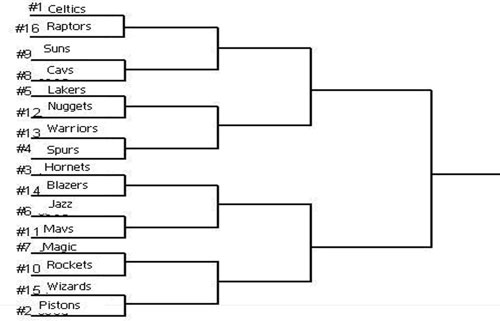 #1 Celtics
#16 Raptors
#9 Suns
#8 Cavs
#5 Lakers
#12 Nuggets
#13 Warriors
#4 Spurs
#3 Hornets
#14 Blazers
#6 Jazz
#11 Mavs
#7 Magic
#10 Rockets
#15 Wizards
#2 Pistons